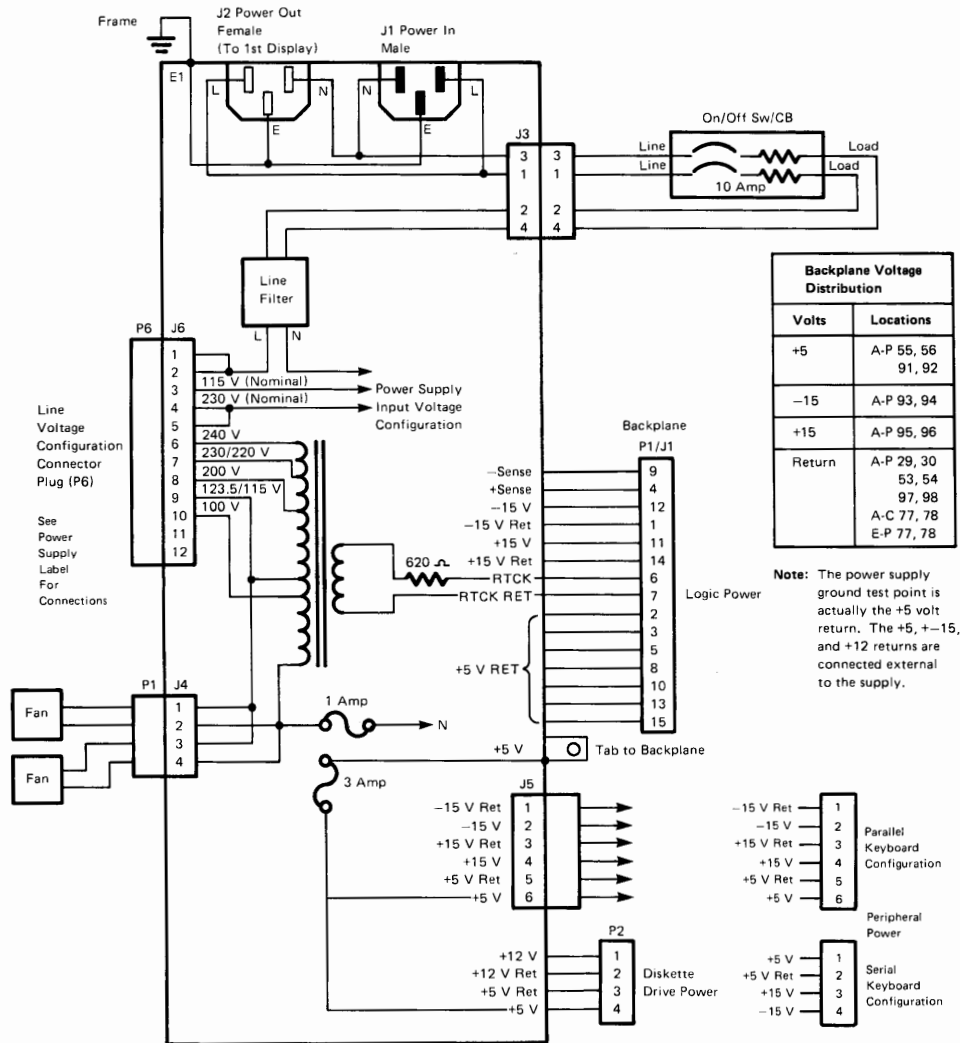 J2 Power Out
Female
(To 1st Display)
J1 Power In
Male
Frame
E1
L
N
E
N
L
E
J3
3
1
2
4
3
1
2
4
On/Off Sw/CB
Line
Line
Load
Load
10 Amp
Line
Filter
L
N
Backplane Voltage
Distribution
Volts
Locations
+5
A-P 55, 56
91, 92
−15
A-P 93, 94
+15
A-P 95, 96
Return
A-P 29, 30
53, 54
97, 98
A-C 77, 78
E-P 77, 78
Note: The power supply
ground test point is
actually the +5 volt
return. The +5, +−15,
and +12 returns are
connected external
to the supply.
P6
J6
1
2
3
4
5
6
7
8
9
10
11
12
115 V (Nominal)
230 V (Nominal)
240 V
230/220 V
200 V
123.5/115 V
100 V
Power Supply
Input Voltage
Configuration
Line
Voltage
Configuration
Connector
Plug (P6)
See
Power
Supply
Label
For
Connections
Backplane
P1/J1
−Sense 9
+Sense 4
−15 V 12
−15 V Ret 1
+15 V 11
+15 V Ret 14
RTCK 6
RTCK RET 7
2
3
5
8
10
13
15
+5 V RET
620 Ω
Logic Power
+5 V
Tab to Backplane
P1
J4
1
2
3
4
Fan
Fan
1 Amp
N
3 Amp
J5
−15 V Ret 1
−15 V 2
+15 V Ret 3
+15 V 4
+5 V Ret 5
+5 V 6
−15 V Ret 1
−15 V 2
+15 V Ret 3
+15 V 4
+5 V Ret 5
+5 V 6
Parallel
Keyboard
Configuration
Peripheral
Power
P2
+12 V 1
+12 V Ret 2
+5 V Ret 3
+5 V 4
Diskette
Drive Power
+5 V 1
+5 V Ret 2
+15 V 3
−15 V 4
Serial
Keyboard
Configuration